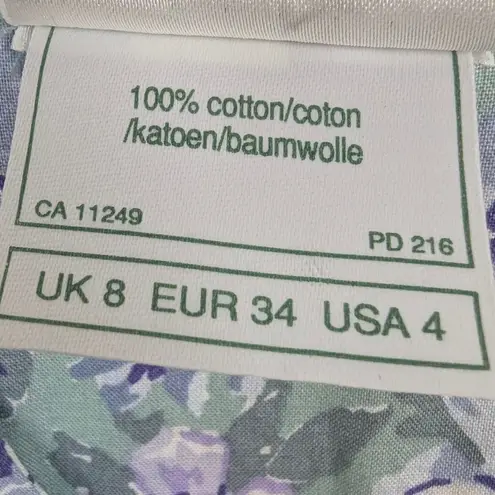 100% cotton/coton
/katoen/baumwolle
CA 11249
PD 216
UK 8 EUR 34 USA 4